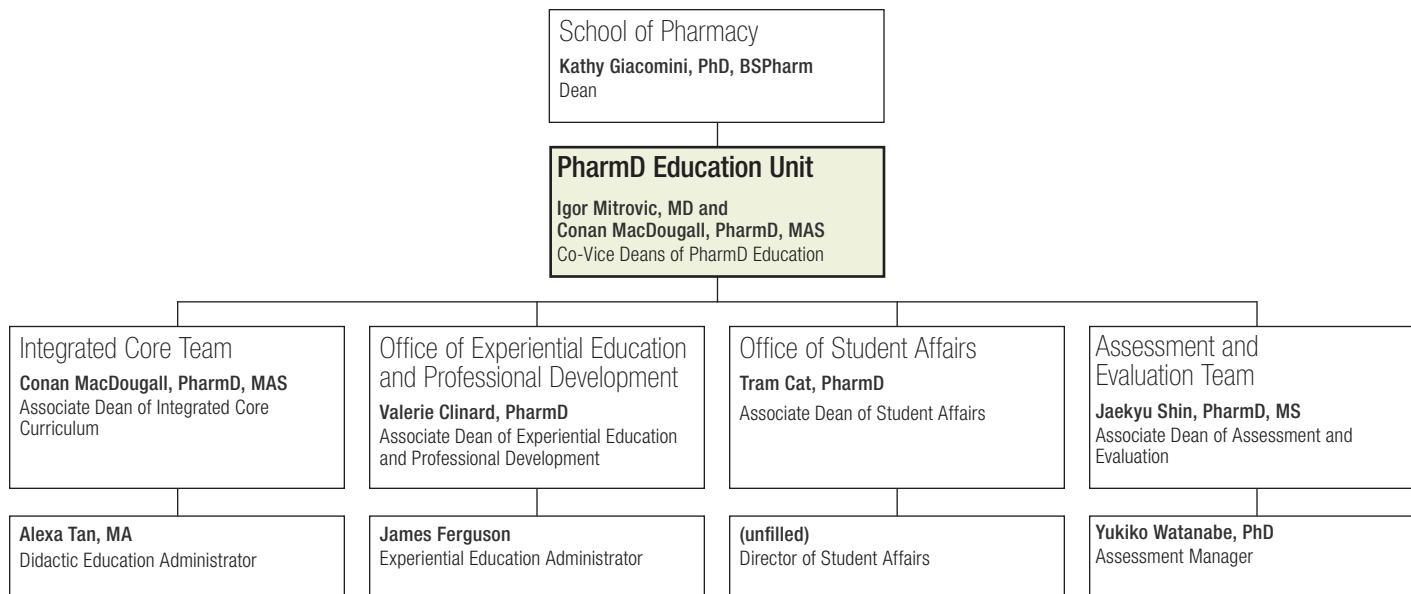 School of Pharmacy
Kathy Giacomini, PhD, BSPharm
Dean
PharmD Education Unit
Igor Mitrovic, MD and
Conan MacDougall, PharmD, MAS
Co-Vice Deans of PharmD Education
Integrated Core Team
Conan MacDougall, PharmD, MAS
Associate Dean of Integrated Core
Curriculum
Office of Experiential Education
and Professional Development
Valerie Clinard, PharmD
Associate Dean of Experiential Education
and Professional Development
Office of Student Affairs
Tram Cat, PharmD
Associate Dean of Student Affairs
Assessment and
Evaluation Team
Jaekyu Shin, PharmD, MS
Associate Dean of Assessment and
Evaluation
Alexa Tan, MA
Didactic Education Administrator
James Ferguson
Experiential Education Administrator
(unfilled)
Director of Student Affairs
Yukiko Watanabe, PhD
Assessment Manager